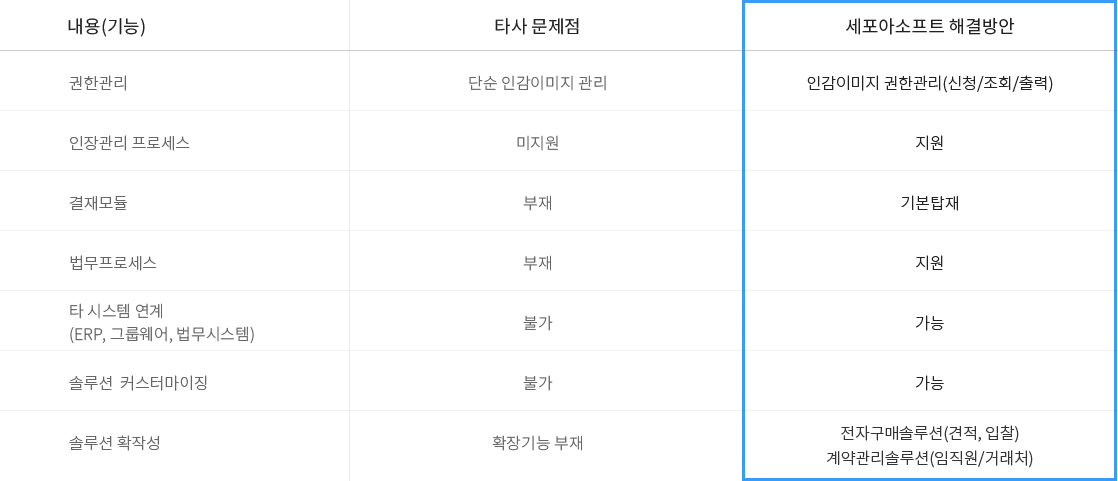 내용(기능) 타사 문제점 세포아소프트 해결방안
권한관리 단순 인감이미지 관리 인감이미지 권한관리(신청/조회/출력)
인장관리 프로세스 미지원 지원
결재모듈 부재 기본탑재
법무프로세스 부재 지원
타 시스템 연계
(ERP, 그룹웨어, 법무시스템) 불가 가능
솔루션 커스터마이징 불가 가능
솔루션 확작성 확장기능 부재 전자구매솔루션(견적, 입찰)
계약관리솔루션(임직원/거래처)